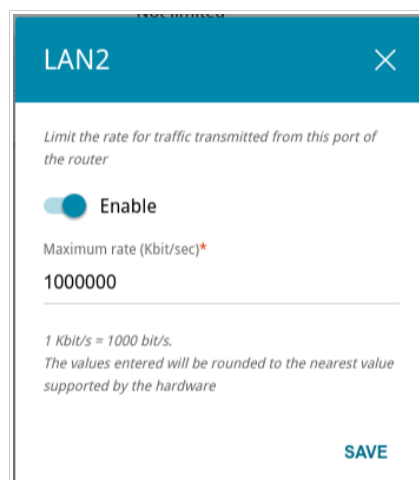 Not limited
LAN2
Limit the rate for traffic transmitted from this port of
the router
Enable
Maximum rate (Kbit/sec)*
1000000
1 Kbit/s = 1000 bit/s.
The values entered will be rounded to the nearest value
supported by the hardware
SAVE